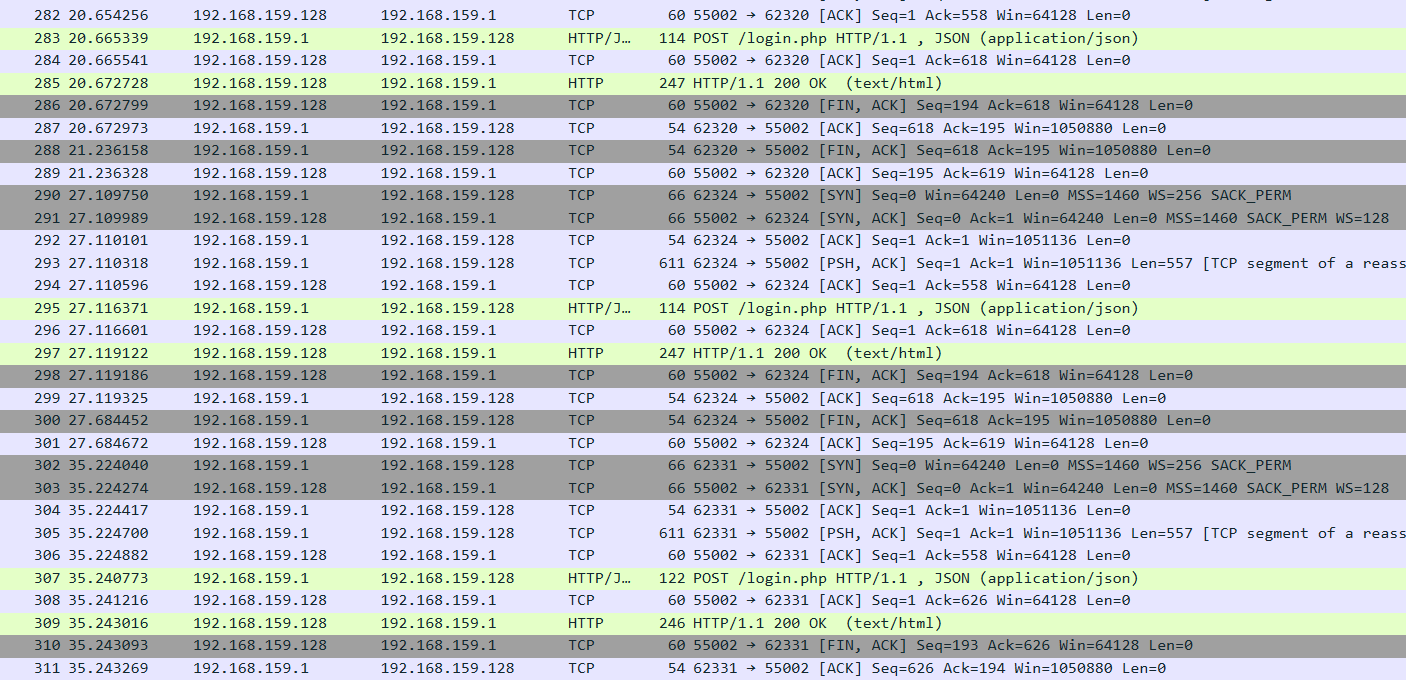 282 20.654256 192.168.159.128 192.168.159.1 TCP 60 55002 → 62320 [ACK] Seq=1 Ack=558 Win=64128 Len=0
283 20.665339 192.168.159.1 192.168.159.128 HTTP/J… 114 POST /login.php HTTP/1.1 , JSON (application/json)
284 20.665541 192.168.159.128 192.168.159.1 TCP 60 55002 → 62320 [ACK] Seq=1 Ack=618 Win=64128 Len=0
285 20.672728 192.168.159.128 192.168.159.1 HTTP 247 HTTP/1.1 200 OK (text/html)
286 20.672799 192.168.159.128 192.168.159.1 TCP 60 55002 → 62320 [FIN, ACK] Seq=194 Ack=618 Win=64128 Len=0
287 20.672973 192.168.159.1 192.168.159.128 TCP 54 62320 → 55002 [ACK] Seq=618 Ack=195 Win=1050880 Len=0
288 21.236158 192.168.159.1 192.168.159.128 TCP 54 62320 → 55002 [FIN, ACK] Seq=618 Ack=195 Win=1050880 Len=0
289 21.236328 192.168.159.128 192.168.159.1 TCP 60 55002 → 62320 [ACK] Seq=195 Ack=619 Win=64128 Len=0
290 27.109750 192.168.159.1 192.168.159.128 TCP 66 62324 → 55002 [SYN] Seq=0 Win=64240 Len=0 MSS=1460 WS=256 SACK_PERM
291 27.109989 192.168.159.128 192.168.159.1 TCP 66 55002 → 62324 [SYN, ACK] Seq=0 Ack=1 Win=64240 Len=0 MSS=1460 SACK_PERM WS=128
292 27.110101 192.168.159.1 192.168.159.128 TCP 54 62324 → 55002 [ACK] Seq=1 Ack=1 Win=1051136 Len=0
293 27.110318 192.168.159.1 192.168.159.128 TCP 611 62324 → 55002 [PSH, ACK] Seq=1 Ack=1 Win=1051136 Len=557 [TCP segment of a reass
294 27.110596 192.168.159.128 192.168.159.1 TCP 60 55002 → 62324 [ACK] Seq=1 Ack=558 Win=64128 Len=0
295 27.116371 192.168.159.1 192.168.159.128 HTTP/J… 114 POST /login.php HTTP/1.1 , JSON (application/json)
296 27.116601 192.168.159.128 192.168.159.1 TCP 60 55002 → 62324 [ACK] Seq=1 Ack=618 Win=64128 Len=0
297 27.119122 192.168.159.128 192.168.159.1 HTTP 247 HTTP/1.1 200 OK (text/html)
298 27.119186 192.168.159.128 192.168.159.1 TCP 60 55002 → 62324 [FIN, ACK] Seq=194 Ack=618 Win=64128 Len=0
299 27.119325 192.168.159.1 192.168.159.128 TCP 54 62324 → 55002 [ACK] Seq=618 Ack=195 Win=1050880 Len=0
300 27.684452 192.168.159.1 192.168.159.128 TCP 54 62324 → 55002 [FIN, ACK] Seq=618 Ack=195 Win=1050880 Len=0
301 27.684672 192.168.159.128 192.168.159.1 TCP 60 55002 → 62324 [ACK] Seq=195 Ack=619 Win=64128 Len=0
302 35.224040 192.168.159.1 192.168.159.128 TCP 66 62331 → 55002 [SYN] Seq=0 Win=64240 Len=0 MSS=1460 WS=256 SACK_PERM
303 35.224274 192.168.159.128 192.168.159.1 TCP 66 55002 → 62331 [SYN, ACK] Seq=0 Ack=1 Win=64240 Len=0 MSS=1460 SACK_PERM WS=128
304 35.224417 192.168.159.1 192.168.159.128 TCP 54 62331 → 55002 [ACK] Seq=1 Ack=1 Win=1051136 Len=0
305 35.224700 192.168.159.1 192.168.159.128 TCP 611 62331 → 55002 [PSH, ACK] Seq=1 Ack=1 Win=1051136 Len=557 [TCP segment of a reass
306 35.224882 192.168.159.128 192.168.159.1 TCP 60 55002 → 62331 [ACK] Seq=1 Ack=558 Win=64128 Len=0
307 35.240773 192.168.159.1 192.168.159.128 HTTP/J… 122 POST /login.php HTTP/1.1 , JSON (application/json)
308 35.241216 192.168.159.128 192.168.159.1 TCP 60 55002 → 62331 [ACK] Seq=1 Ack=626 Win=64128 Len=0
309 35.243016 192.168.159.128 192.168.159.1 HTTP 246 HTTP/1.1 200 OK (text/html)
310 35.243093 192.168.159.128 192.168.159.1 TCP 60 55002 → 62331 [FIN, ACK] Seq=193 Ack=626 Win=64128 Len=0
311 35.243269 192.168.159.1 192.168.159.128 TCP 54 62331 → 55002 [ACK] Seq=626 Ack=194 Win=1050880 Len=0